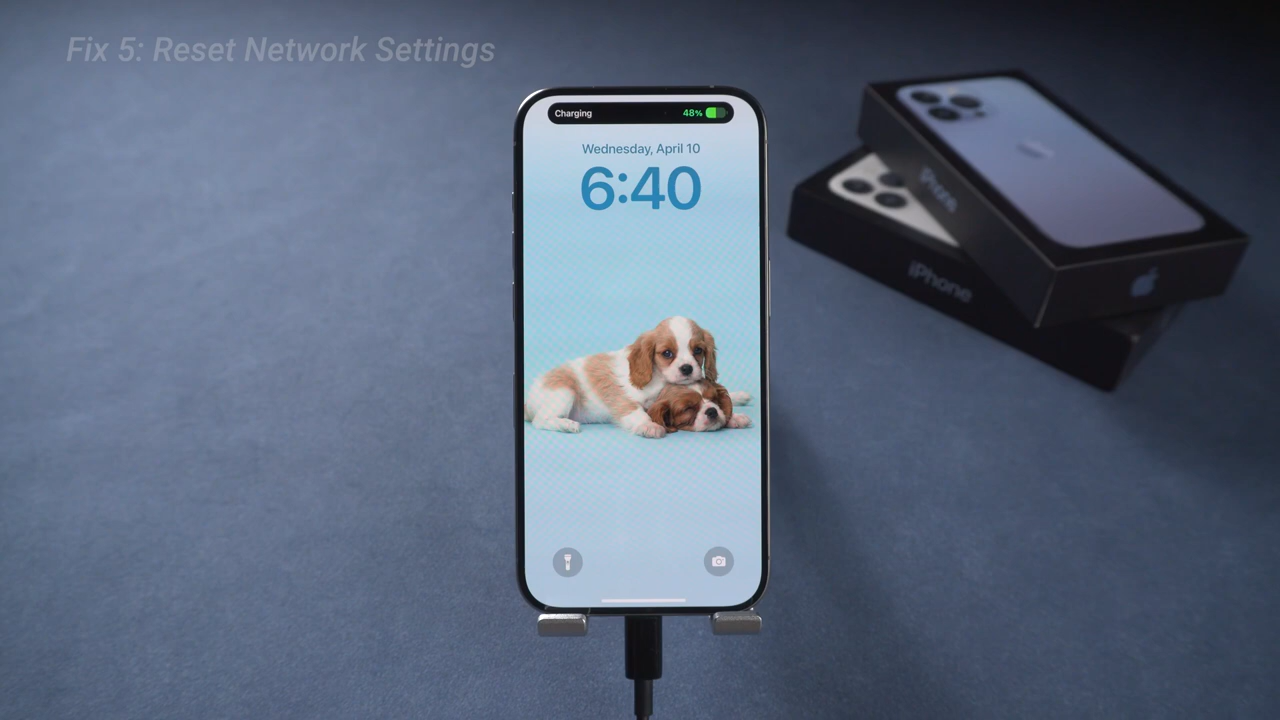 Fix 5: Reset Network Settings
Charging 48%
Wednesday, April 10
6:40
iPhone
iPhone